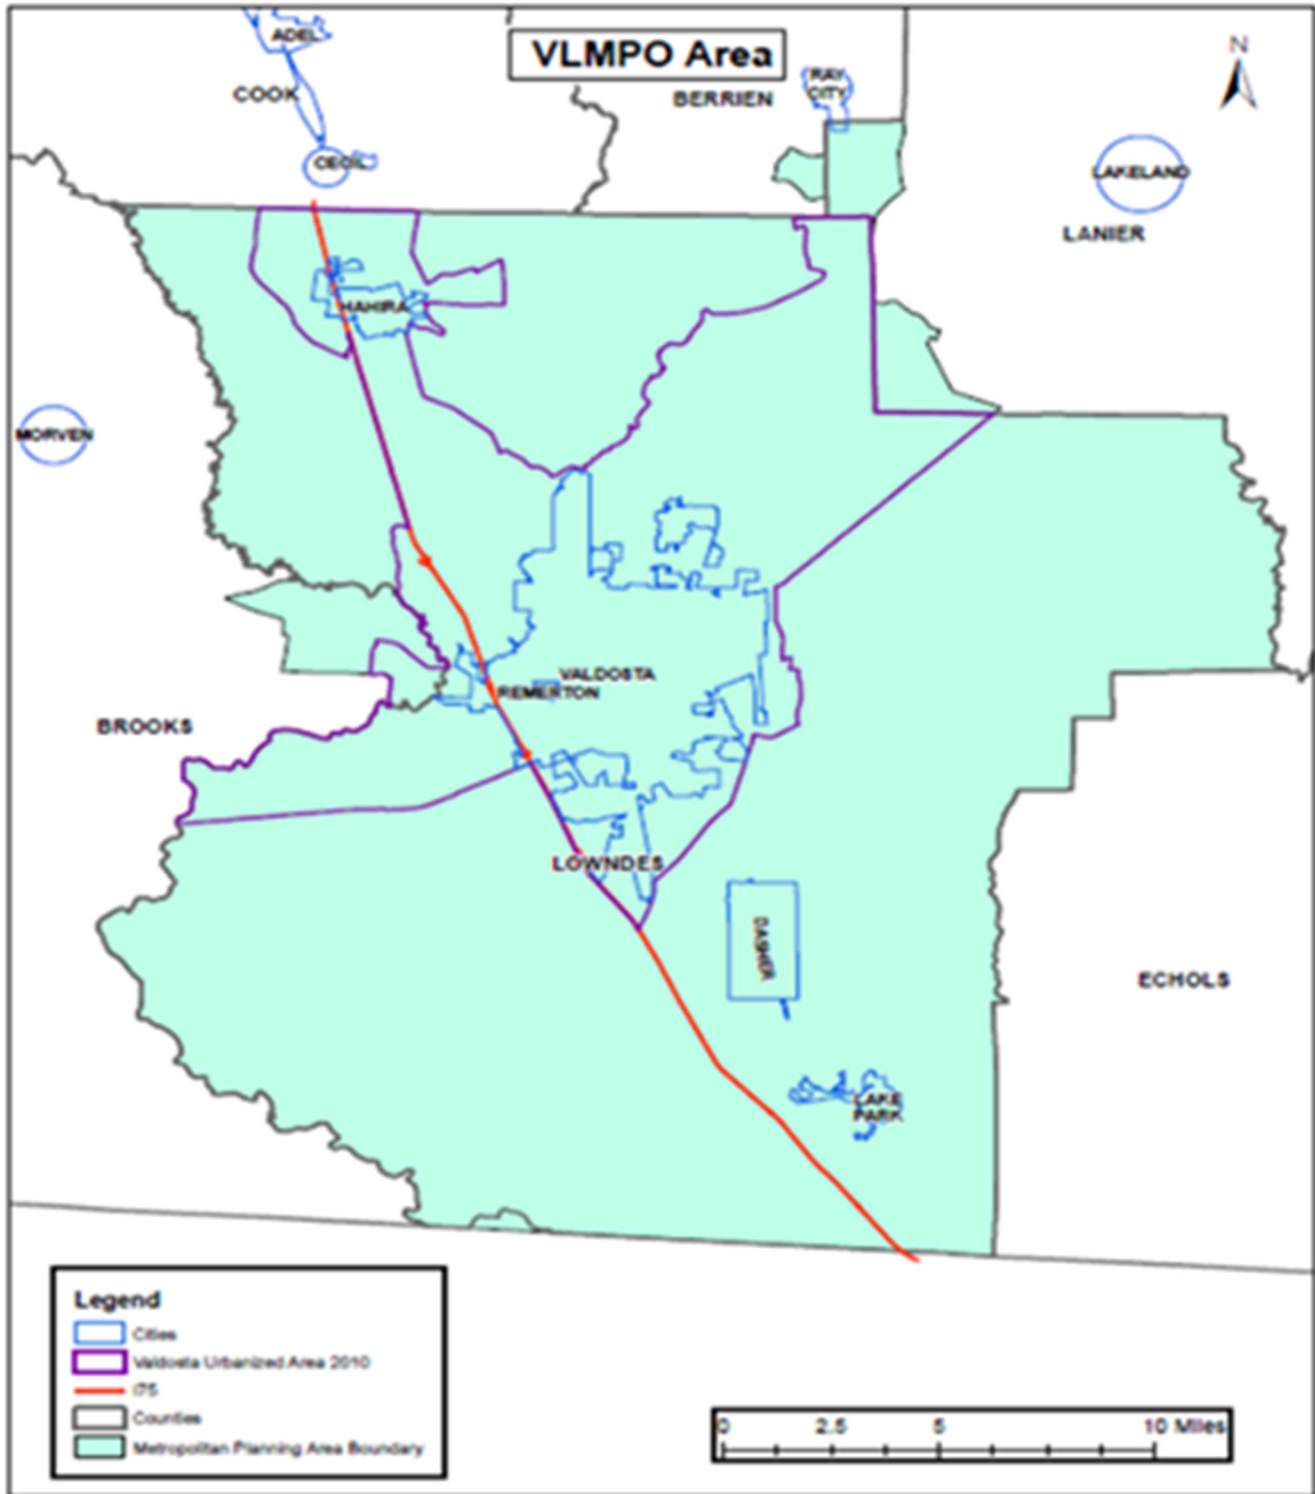 VLMPO Area
ADEL
COOK
CECIL
BERRIEN
RAY
CITY
N
LAKELAND
LANIER
HAHIRA
MORVEN
VALDOSTA
REMERTON
BROOKS
LOWNDES
DASHER
ECHOLS
LAKE
PARK
Legend
Cities
Valdosta Urbanized Area 2010
I75
Counties
Metropolitan Planning Area Boundary
0 2.5 5 10 Miles